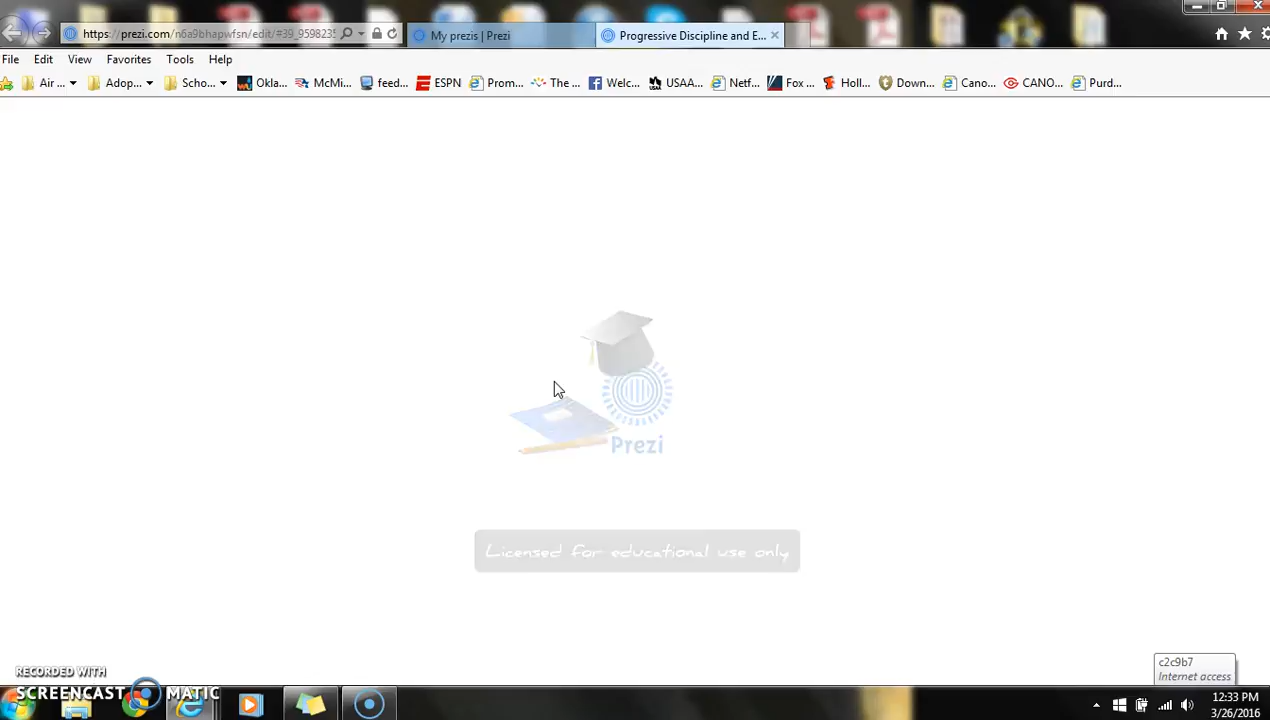 https://prezi.com/n6a9bhapwfsn/edit/#39_959823
My prezis | Prezi
Progressive Discipline and E...
File Edit View Favorites Tools Help
Air ... Adop... Scho... Okla... McMi... feed... ESPN Prom... The ... Welc... USAA... Netf... Fox ... Holl... Down... Cano... CANO... Purd...
Prezi
Licensed for educational use only
c2c9b7
Internet access
RECORDED WITH
SCREENCAST MATIC
12:33 PM
3/26/2016